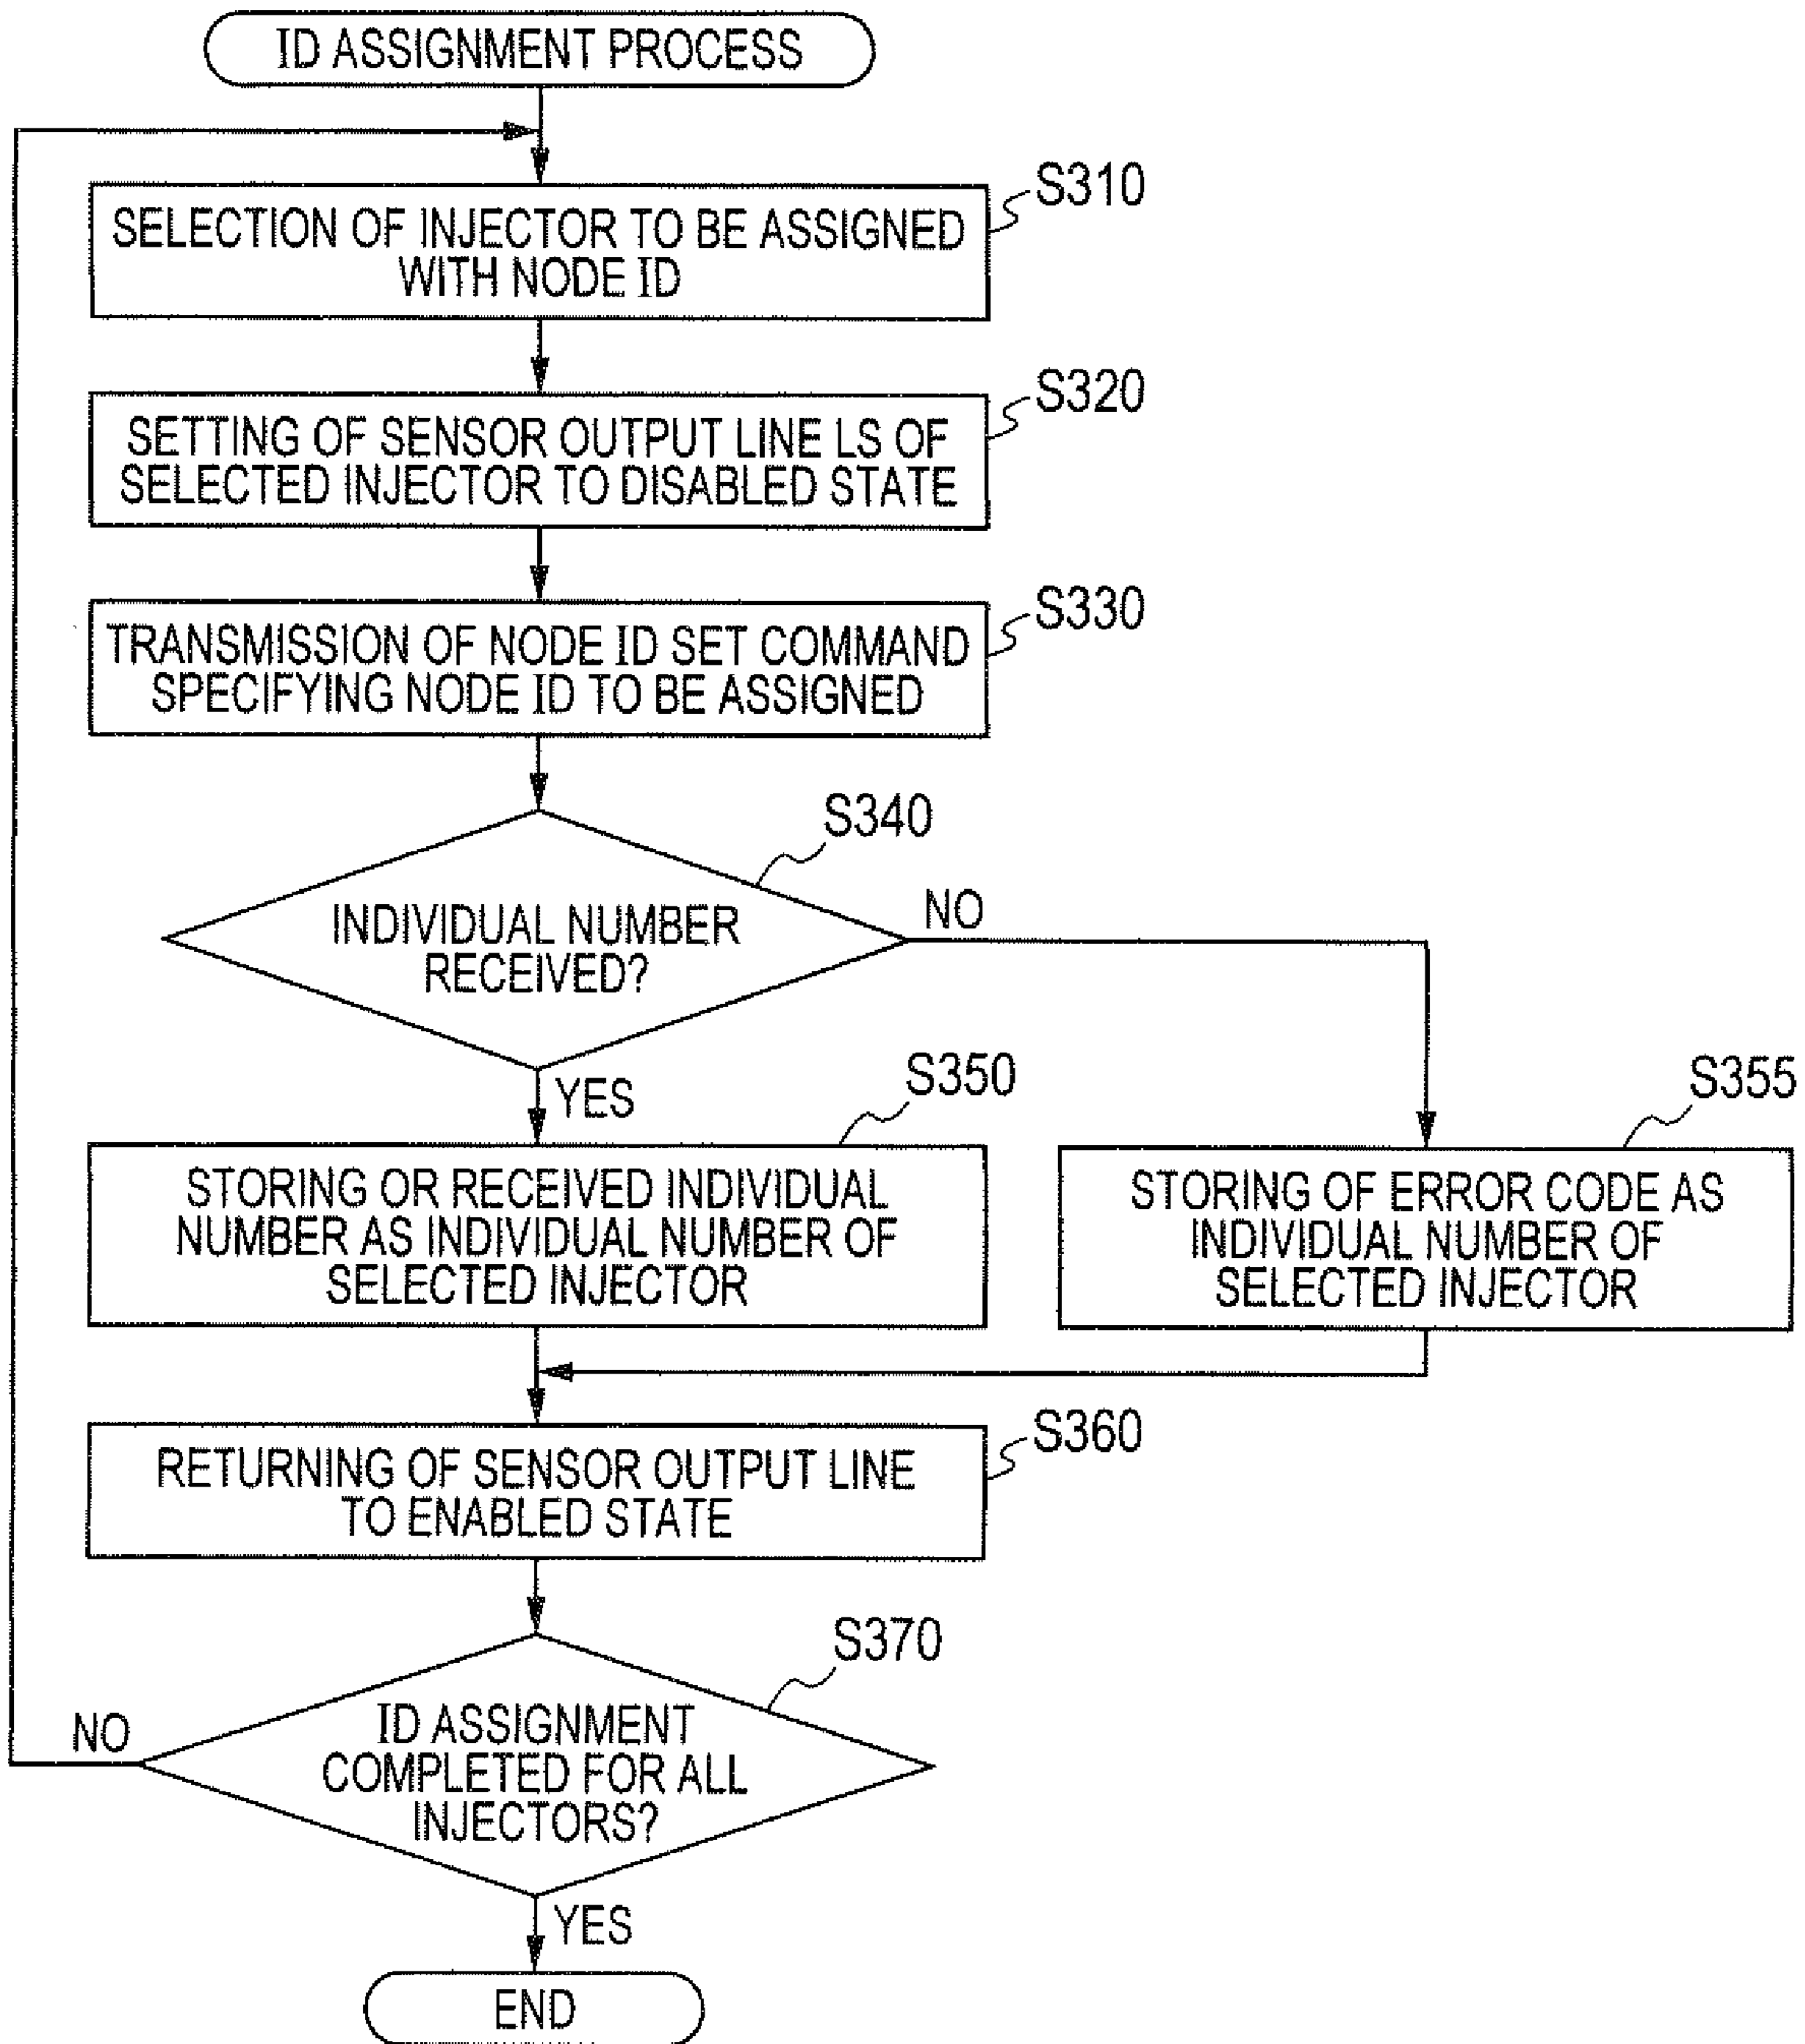 ID ASSIGNMENT PROCESS
S310
SELECTION OF INJECTOR TO BE ASSIGNED
WITH NODE ID
S320
SETTING OF SENSOR OUTPUT LINE LS OF
SELECTED INJECTOR TO DISABLED STATE
S330
TRANSMISSION OF NODE ID SET COMMAND
SPECIFYING NODE ID TO BE ASSIGNED
S340
INDIVIDUAL NUMBER
RECEIVED?
NO
YES
S350
STORING OR RECEIVED INDIVIDUAL
NUMBER AS INDIVIDUAL NUMBER OF
SELECTED INJECTOR
S355
STORING OF ERROR CODE AS
INDIVIDUAL NUMBER OF
SELECTED INJECTOR
S360
RETURNING OF SENSOR OUTPUT LINE
TO ENABLED STATE
S370
ID ASSIGNMENT
COMPLETED FOR ALL
INJECTORS?
NO
YES
END